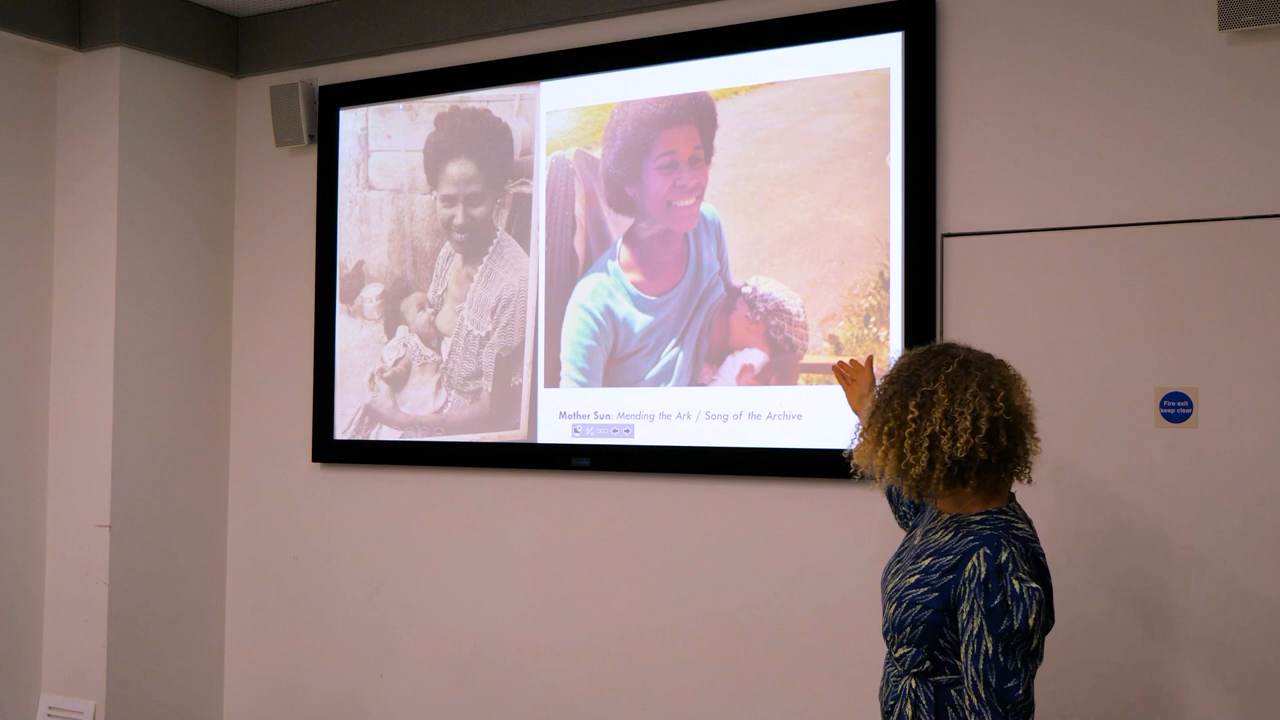 Mother Sun: Mending the Ark / Song of the Archive
Fire exit
keep clear